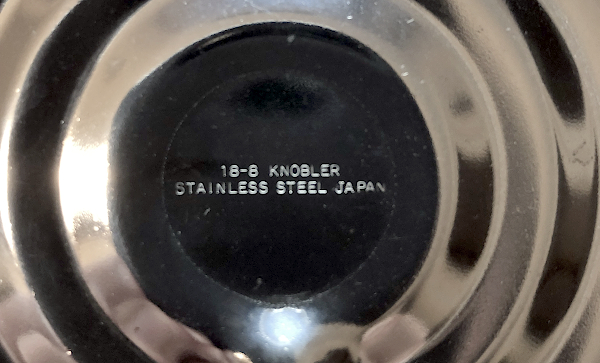 18-8 KNOBLER
STAINLESS STEEL JAPAN